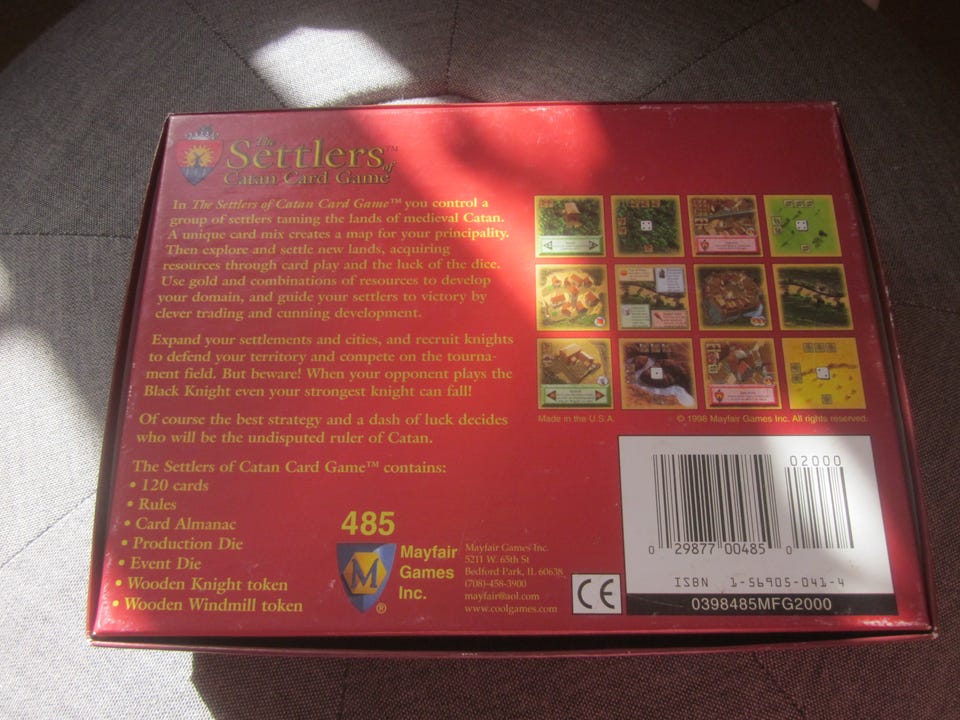 The
Settlers™ of
Catan Card Game
In The Settlers of Catan Card Game™ you control a
group of settlers taming the lands of medieval Catan.
A unique card mix creates a map for your principality.
Then explore and settle new lands, acquiring
resources through card play and the luck of the dice.
Use gold and combinations of resources to develop
your domain, and guide your settlers to victory by
clever trading and cunning development.
Expand your settlements and cities, and recruit knights
to defend your territory and compete on the tourna-
ment field. But beware! When your opponent plays the
Black Knight even your strongest knight can fall!
Of course the best strategy and a dash of luck decides
who will be the undisputed ruler of Catan.
The Settlers of Catan Card Game™ contains:
• 120 cards
• Rules
• Card Almanac
• Production Die
• Event Die
• Wooden Knight token
• Wooden Windmill token
485
M
®
Mayfair
Games
Inc.
Mayfair Games Inc.
5211 W. 65th St
Bedford Park, IL 60638
(708)-458-3900
mayfair@aol.com
www.coolgames.com
CE
Made in the U.S.A.
© 1998 Mayfair Games Inc. All rights reserved.
02000
0 29877 00485 0
ISBN 1-56905-041-4
0398485MFG2000